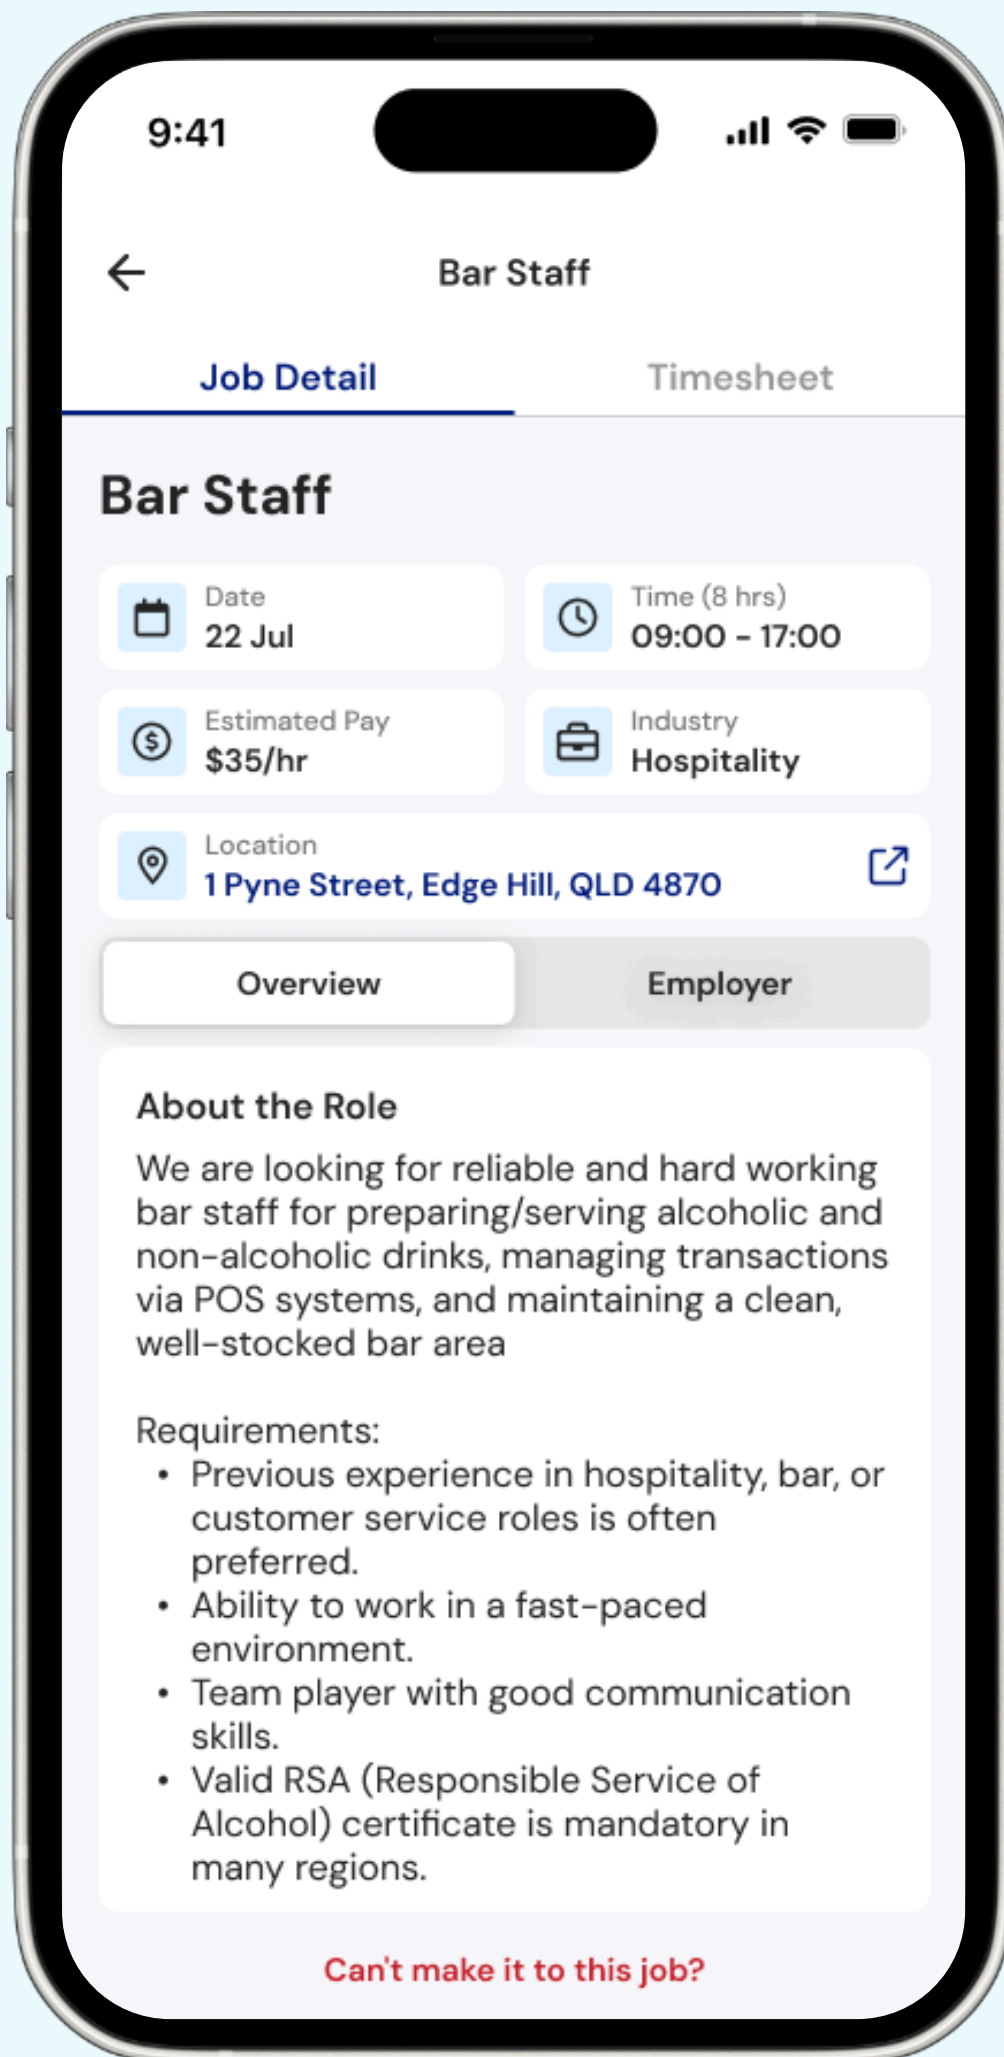 9:41
Bar Staff
Job Detail
Timesheet
Bar Staff
Date
22 Jul
Time (8 hrs)
09:00 - 17:00
Estimated Pay
$35/hr
Industry
Hospitality
Location
1 Pyne Street, Edge Hill, QLD 4870
Overview
Employer
About the Role
We are looking for reliable and hard working
bar staff for preparing/serving alcoholic and
non-alcoholic drinks, managing transactions
via POS systems, and maintaining a clean,
well-stocked bar area
Requirements:
• Previous experience in hospitality, bar, or
customer service roles is often
preferred.
• Ability to work in a fast-paced
environment.
• Team player with good communication
skills.
• Valid RSA (Responsible Service of
Alcohol) certificate is mandatory in
many regions.
Can't make it to this job?